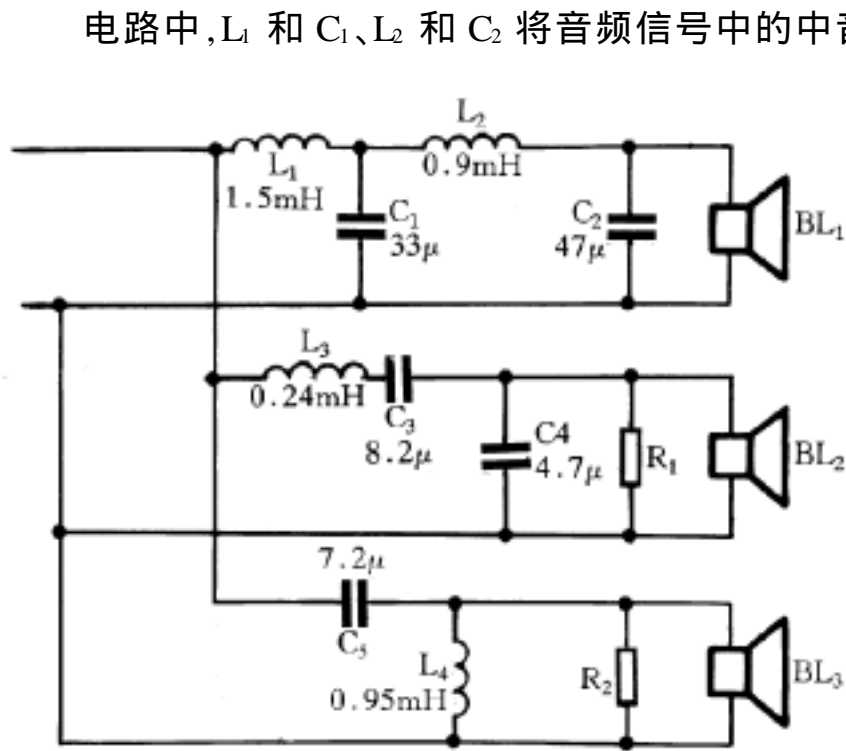 电路中,L₁ 和 C₁、L₂ 和 C₂ 将音频信号中的中音
L₂
L₁
0.9mH
1.5mH
C₁
33μ
C₂
47μ
BL₁
L₃
0.24mH
C₃
8.2μ
C4
4.7μ
R₁
BL₂
7.2μ
C₅
L₄
0.95mH
R₂
BL₃